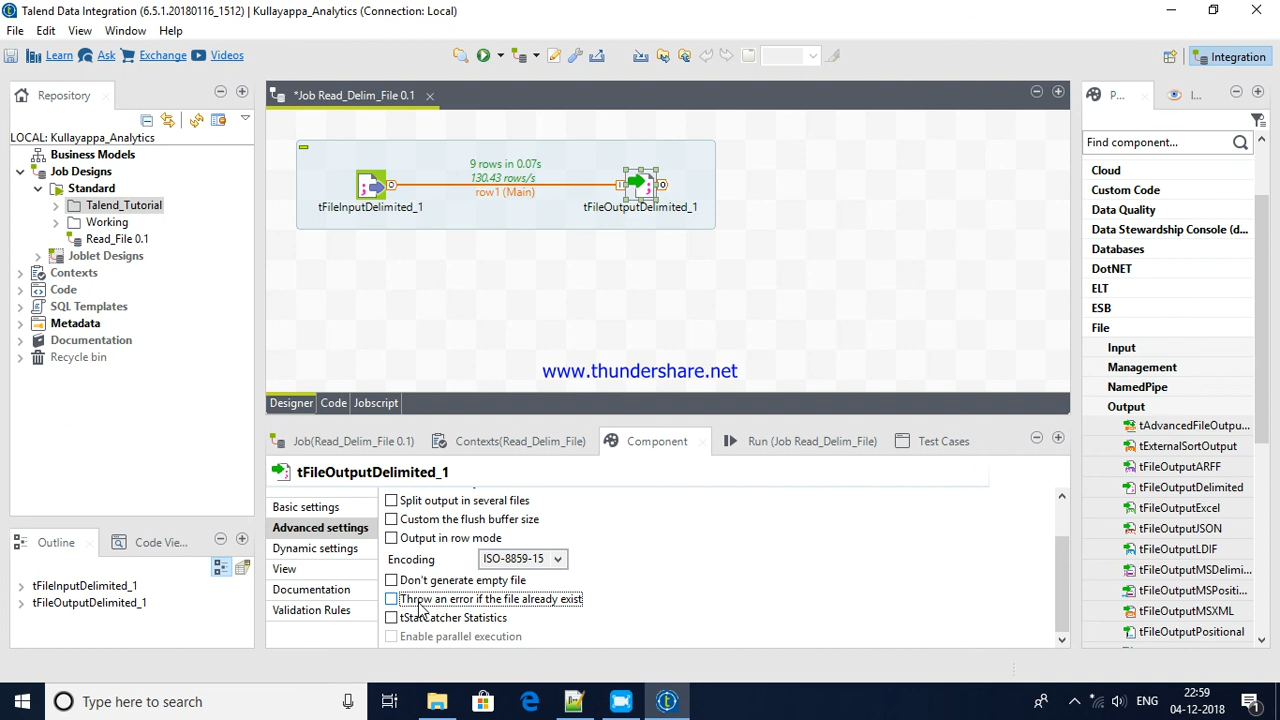 Talend Data Integration (6.5.1.20180116_1512) | Kullayappa_Analytics (Connection: Local)
File Edit View Window Help
Learn Ask Exchange Videos
Integration
Repository
LOCAL: Kullayappa_Analytics
Business Models
Job Designs
Standard
Talend_Tutorial
Working
Read_File 0.1
Joblet Designs
Contexts
Code
SQL Templates
Metadata
Documentation
Recycle bin
Outline
Code Vie...
tFileInputDelimited_1
tFileOutputDelimited_1
*Job Read_Delim_File 0.1
9 rows in 0.07s
130.43 rows/s
row1 (Main)
tFileInputDelimited_1
tFileOutputDelimited_1
www.thundershare.net
Designer Code Jobscript
Job(Read_Delim_File 0.1) Contexts(Read_Delim_File) Component Run (Job Read_Delim_File) Test Cases
tFileOutputDelimited_1
Basic settings
Advanced settings
Dynamic settings
View
Documentation
Validation Rules
Split output in several files
Custom the flush buffer size
Output in row mode
Encoding ISO-8859-15
Don't generate empty file
Throw an error if the file already exist
tStatCatcher Statistics
Enable parallel execution
P... I...
Find component...
Cloud
Custom Code
Data Quality
Data Stewardship Console (d...
Databases
DotNET
ELT
ESB
File
Input
Management
NamedPipe
Output
tAdvancedFileOutpu...
tExternalSortOutput
tFileOutputARFF
tFileOutputDelimited
tFileOutputExcel
tFileOutputJSON
tFileOutputLDIF
tFileOutputMSDelimi...
tFileOutputMSPositi...
tFileOutputMSXML
tFileOutputPositional
Type here to search
ENG
22:59
04-12-2018